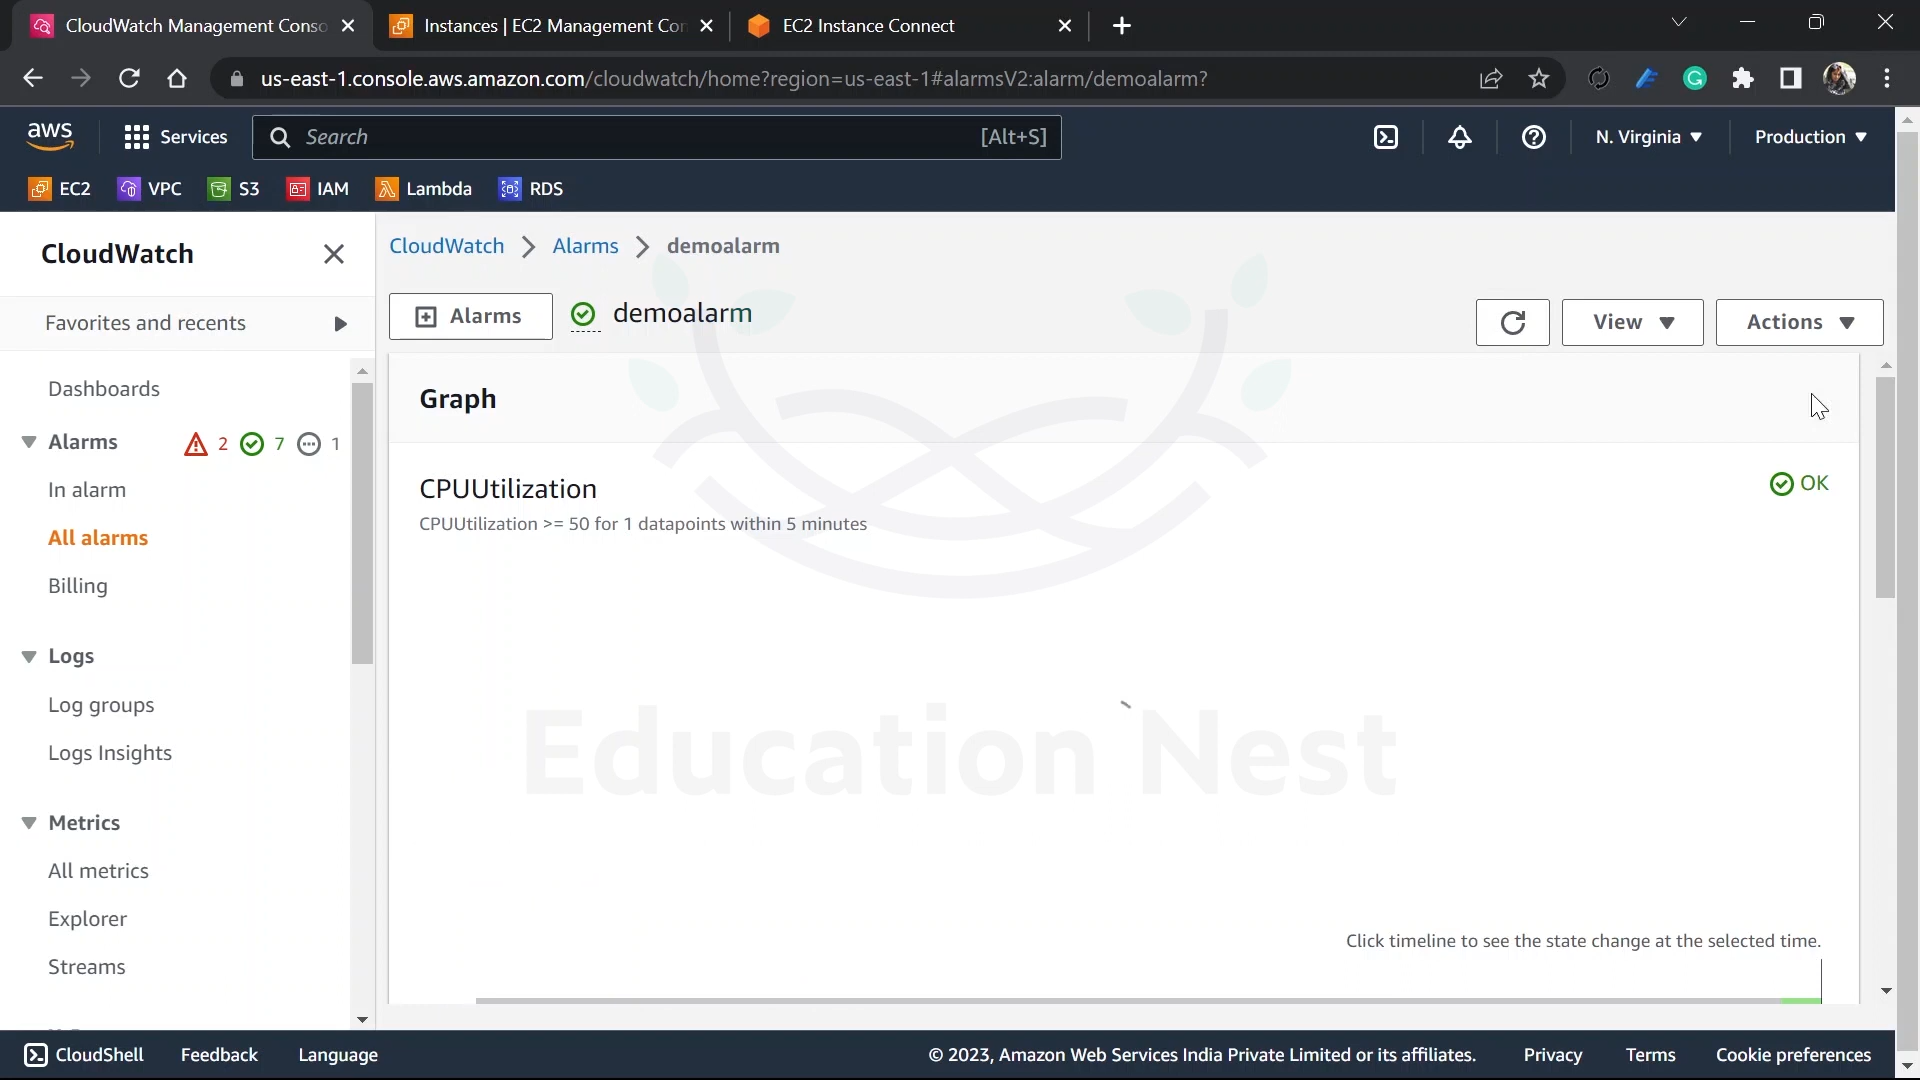 CloudWatch Management Conso
Instances | EC2 Management Con
EC2 Instance Connect
us-east-1.console.aws.amazon.com/cloudwatch/home?region=us-east-1#alarmsV2:alarm/demoalarm?
aws
Services
Search
[Alt+S]
N. Virginia
Production
EC2
VPC
S3
IAM
Lambda
RDS
CloudWatch
CloudWatch
Alarms
demoalarm
Favorites and recents
Alarms
demoalarm
View
Actions
Dashboards
Alarms 2 7 1
In alarm
All alarms
Billing
Logs
Log groups
Logs Insights
Metrics
All metrics
Explorer
Streams
Graph
CPUUtilization
OK
CPUUtilization >= 50 for 1 datapoints within 5 minutes
Education Nest
Click timeline to see the state change at the selected time.
CloudShell
Feedback
Language
© 2023, Amazon Web Services India Private Limited or its affiliates.
Privacy
Terms
Cookie preferences